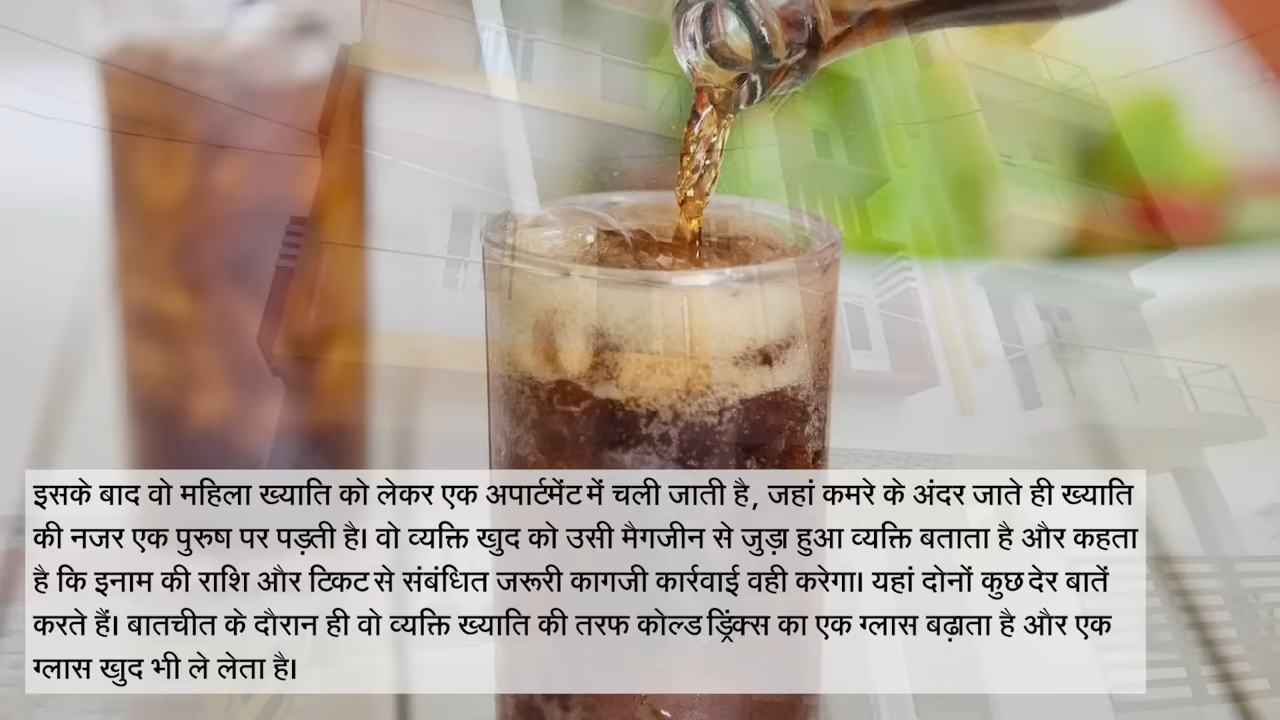 इसके बाद वो महिला ख्याति को लेकर एक अपार्टमेंट में चली जाती है, जहां कमरे के अंदर जाते ही ख्याति
की नजर एक पुरुष पर पड़ती है। वो व्यक्ति खुद को उसी मैगजीन से जुड़ा हुआ व्यक्ति बताता है और कहता
है कि इनाम की राशि और टिकट से संबंधित जरूरी कागजी कार्रवाई वही करेगा। यहां दोनों कुछ देर बातें
करते हैं। बातचीत के दौरान ही वो व्यक्ति ख्याति की तरफ कोल्ड ड्रिंक्स का एक ग्लास बढ़ाता है और एक
ग्लास खुद भी ले लेता है।